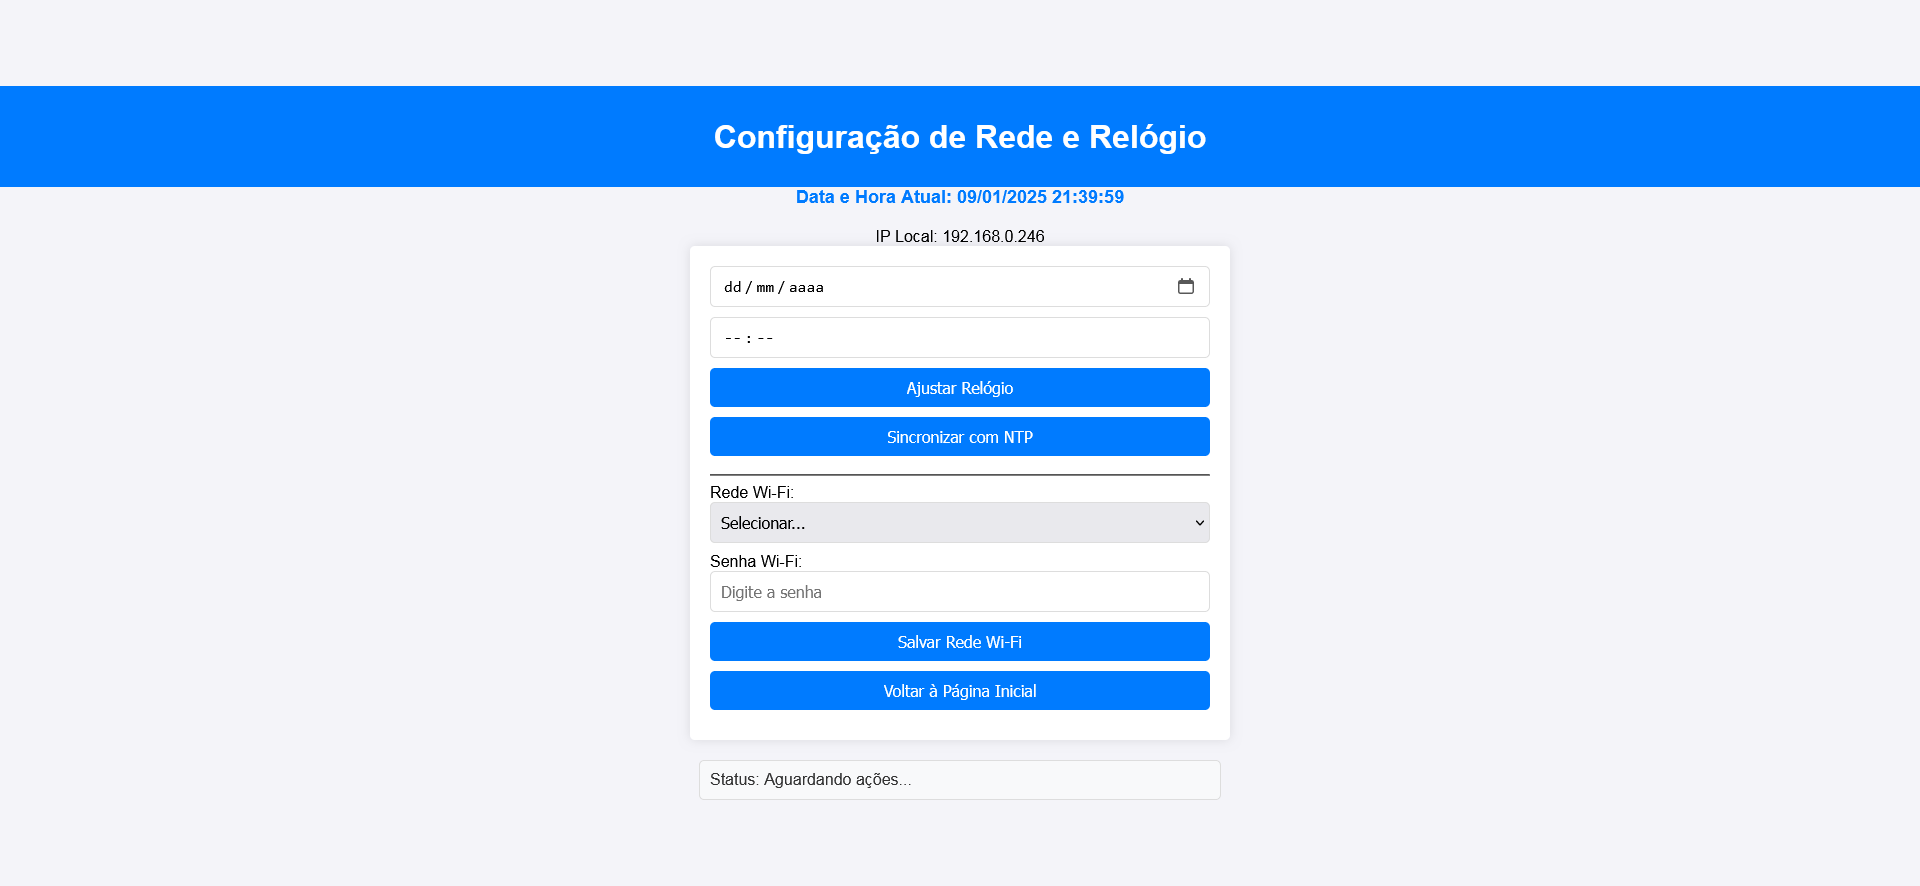 Configuração de Rede e Relógio
Data e Hora Atual: 09/01/2025 21:39:59
IP Local: 192.168.0.246
dd/mm/aaaa
--:--
Ajustar Relógio
Sincronizar com NTP
Rede Wi-Fi:
Selecionar...
Senha Wi-Fi:
Digite a senha
Salvar Rede Wi-Fi
Voltar à Página Inicial
Status: Aguardando ações...